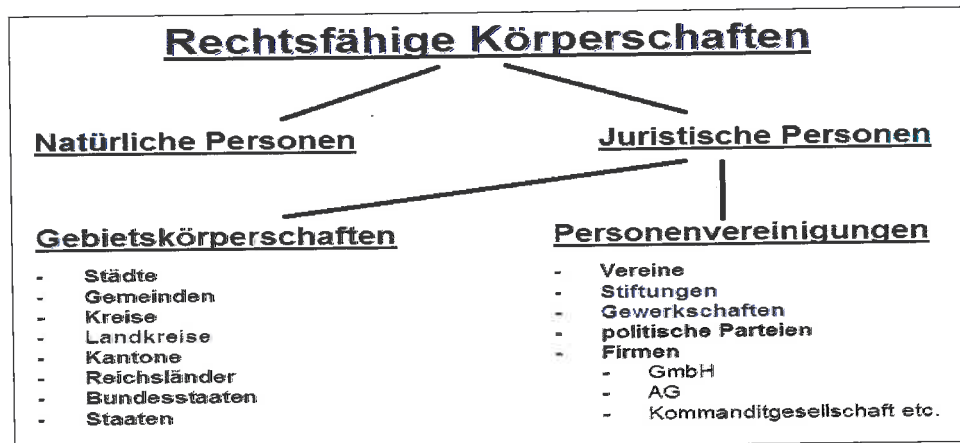 Rechtsfähige Körperschaften
Natürliche Personen
Juristische Personen
Gebietskörperschaften
- Städte
- Gemeinden
- Kreise
- Landkreise
- Kantone
- Reichsländer
- Bundesstaaten
- Staaten
Personenvereinigungen
- Vereine
- Stiftungen
- Gewerkschaften
- politische Parteien
- Firmen
- GmbH
- AG
- Kommanditgesellschaft etc.